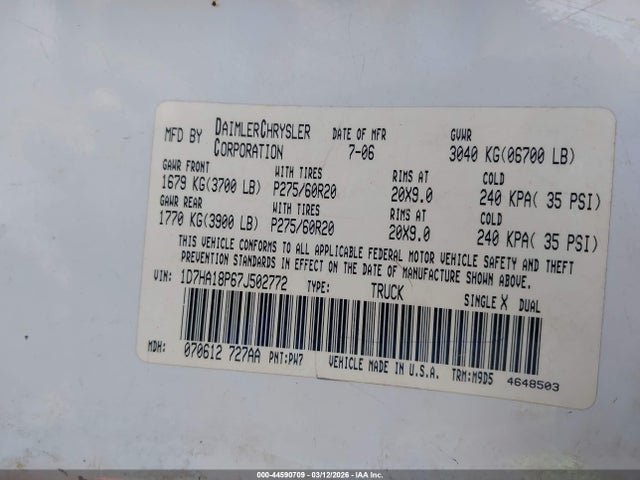 MFD BY DAIMLERCHRYSLER CORPORATION DATE OF MFR 7-06 GVWR 3040 KG(06700 LB)
GAWR FRONT WITH TIRES RIMS AT COLD
1679 KG(3700 LB) P275/60R20 20X9.0 240 KPA( 35 PSI)
GAWR REAR WITH TIRES RIMS AT COLD
1770 KG(3900 LB) P275/60R20 20X9.0 240 KPA( 35 PSI)
THIS VEHICLE CONFORMS TO ALL APPLICABLE FEDERAL MOTOR VEHICLE SAFETY AND THEFT
PREVENTION STANDARDS IN EFFECT ON THE DATE OF MANUFACTURE SHOWN ABOVE.
VIN: 1D7HA18P67J502772 TYPE: TRUCK SINGLE X DUAL
MDH: 070612 727AA PNT:PW7 VEHICLE MADE IN U.S.A. TRM:M9D5 4648503
000-44590709 - 03/12/2026 - IAA Inc.